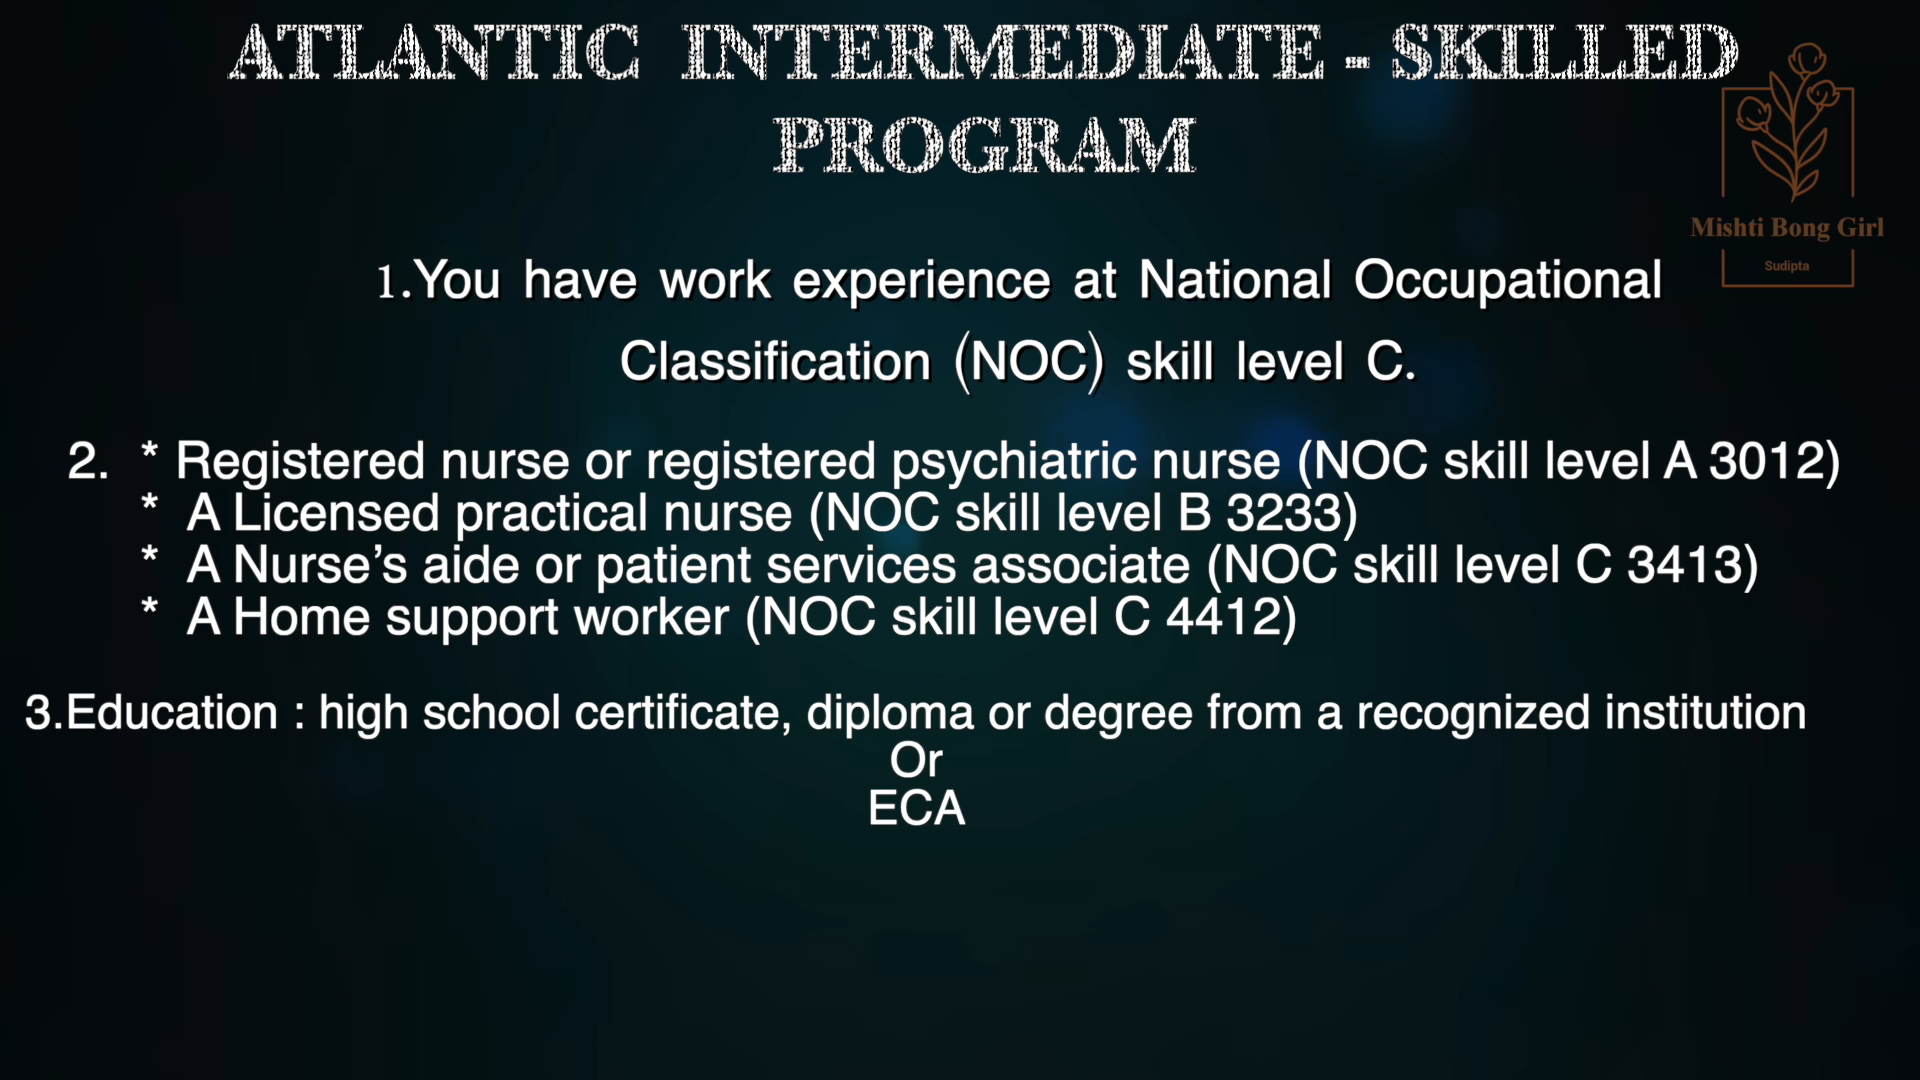 ATLANTIC INTERMEDIATE - SKILLED
PROGRAM
Mishti Bong Girl
Sudipta
1.You have work experience at National Occupational
Classification (NOC) skill level C.
2. * Registered nurse or registered psychiatric nurse (NOC skill level A 3012)
* A Licensed practical nurse (NOC skill level B 3233)
* A Nurse’s aide or patient services associate (NOC skill level C 3413)
* A Home support worker (NOC skill level C 4412)
3.Education : high school certificate, diploma or degree from a recognized institution
Or
ECA